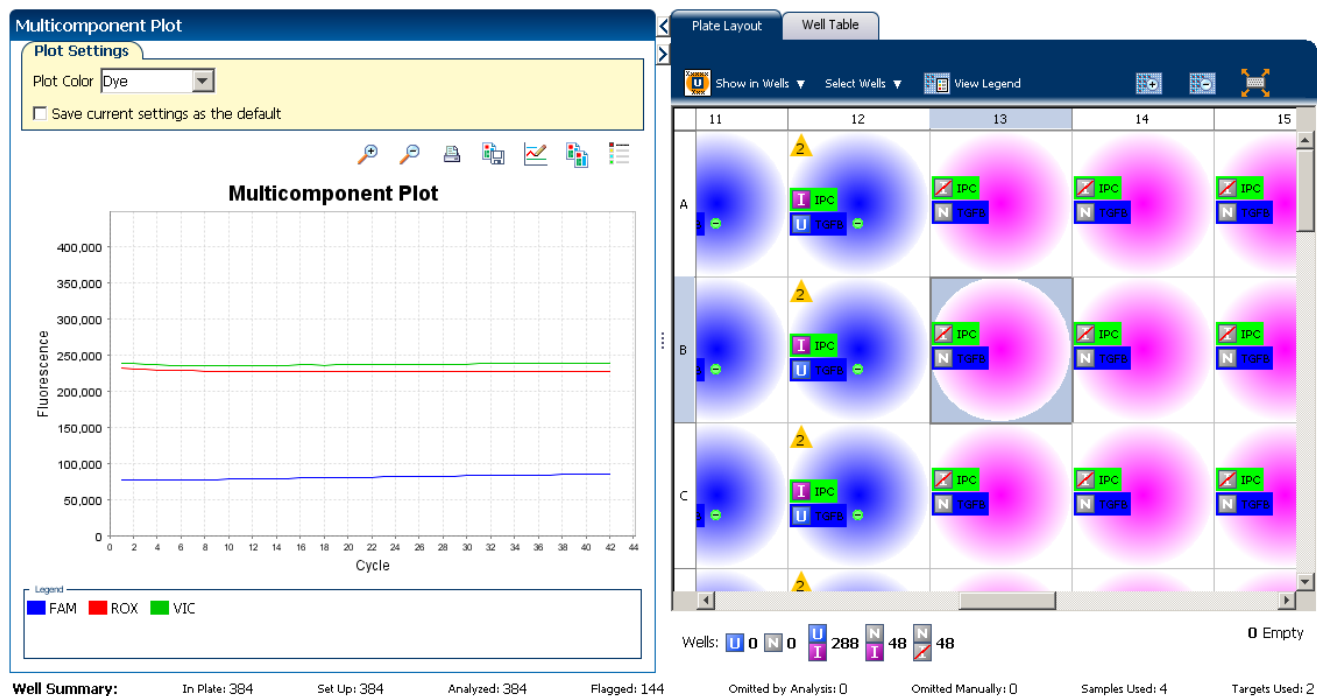 Multicomponent Plot
Plot Settings
Plot Color Dye
Save current settings as the default
Multicomponent Plot
400,000
350,000
300,000
250,000
200,000
150,000
100,000
50,000
0
Fluorescence
0 2 4 6 8 10 12 14 16 18 20 22 24 26 28 30 32 34 36 38 40 42 44
Cycle
Legend
FAM ROX VIC
Plate Layout Well Table
U Show in Wells ▼ Select Wells ▼ View Legend
11 12 13 14 15
A
2
I IPC I IPC I IPC I IPC
B U TGFB N TGFB N TGFB N TGFB
B
2
I IPC I IPC I IPC I IPC
B U TGFB N TGFB N TGFB N TGFB
C
2
I IPC I IPC I IPC I IPC
B U TGFB N TGFB N TGFB N TGFB
2
Wells: U 0 N 0 U I 288 N I 48 N I 48
0 Empty
Well Summary: In Plate: 384 Set Up: 384 Analyzed: 384 Flagged: 144 Omitted by Analysis: 0 Omitted Manually: 0 Samples Used: 4 Targets Used: 2